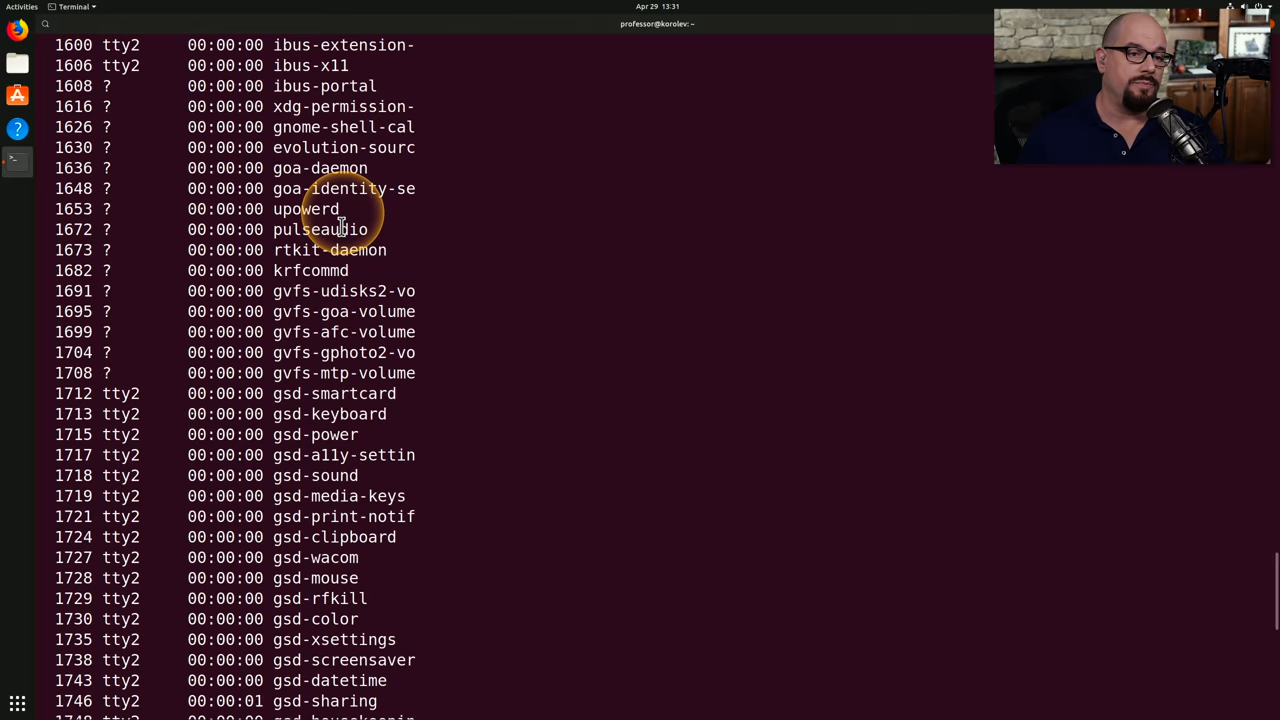 Activities
Terminal
Apr 29 13:31
professor@korolev: ~
1600 tty2 00:00:00 ibus-extension-
1606 tty2 00:00:00 ibus-x11
1608 ? 00:00:00 ibus-portal
1616 ? 00:00:00 xdg-permission-
1626 ? 00:00:00 gnome-shell-cal
1630 ? 00:00:00 evolution-sourc
1636 ? 00:00:00 goa-daemon
1648 ? 00:00:00 goa-identity-se
1653 ? 00:00:00 upowerd
1672 ? 00:00:00 pulseaudio
1673 ? 00:00:00 rtkit-daemon
1682 ? 00:00:00 krfcommd
1691 ? 00:00:00 gvfs-udisks2-vo
1695 ? 00:00:00 gvfs-goa-volume
1699 ? 00:00:00 gvfs-afc-volume
1704 ? 00:00:00 gvfs-gphoto2-vo
1708 ? 00:00:00 gvfs-mtp-volume
1712 tty2 00:00:00 gsd-smartcard
1713 tty2 00:00:00 gsd-keyboard
1715 tty2 00:00:00 gsd-power
1717 tty2 00:00:00 gsd-a11y-settin
1718 tty2 00:00:00 gsd-sound
1719 tty2 00:00:00 gsd-media-keys
1721 tty2 00:00:00 gsd-print-notif
1724 tty2 00:00:00 gsd-clipboard
1727 tty2 00:00:00 gsd-wacom
1728 tty2 00:00:00 gsd-mouse
1729 tty2 00:00:00 gsd-rfkill
1730 tty2 00:00:00 gsd-color
1735 tty2 00:00:00 gsd-xsettings
1738 tty2 00:00:00 gsd-screensaver
1743 tty2 00:00:00 gsd-datetime
1746 tty2 00:00:01 gsd-sharing
1748 tty2 00:00:00 gsd-housekeepin